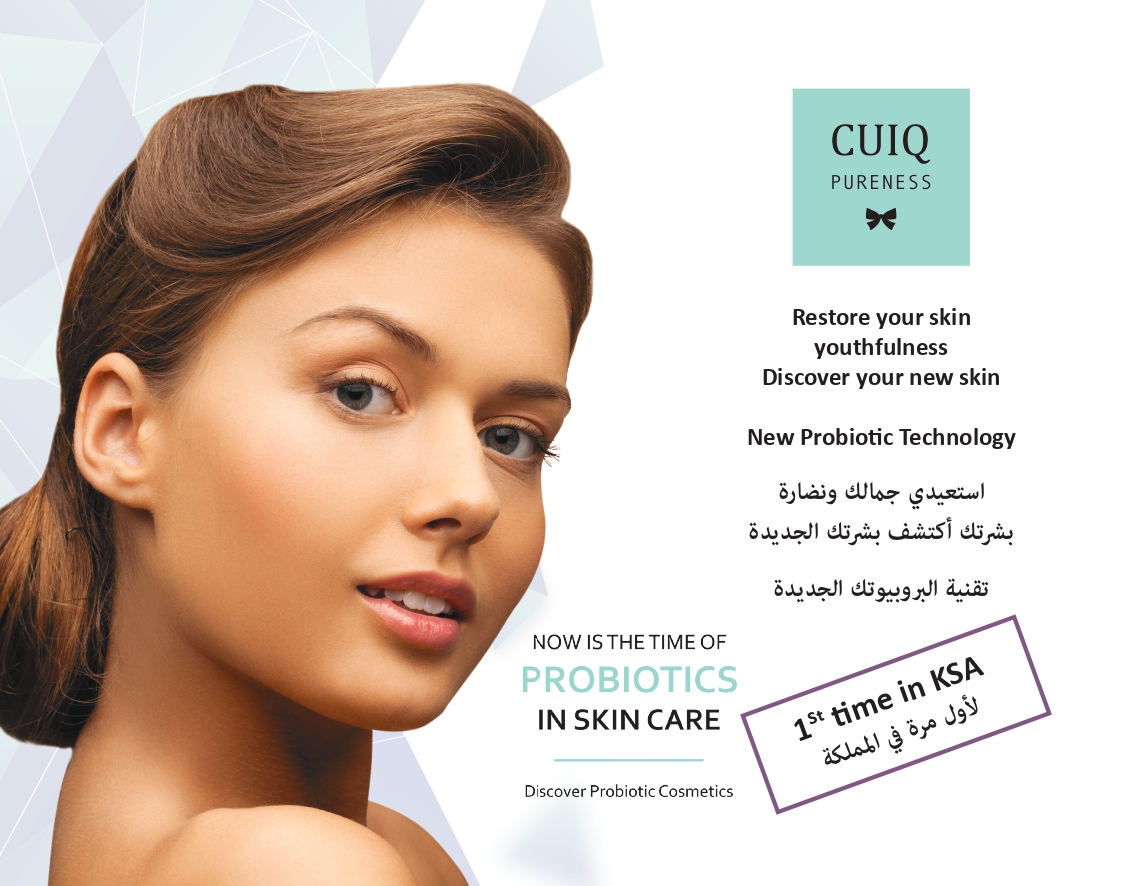 CUIQ
PURENESS
Restore your skin
youthfulness
Discover your new skin
New Probiotic Technology
استعيدي جمالك ونضارة
بشرتك أكتشف بشرتك الجديدة
تقنية البروبيوتك الجديدة
NOW IS THE TIME OF
PROBIOTICS
IN SKIN CARE
Discover Probiotic Cosmetics
1St time in KSA
لأول مرة في المملكة